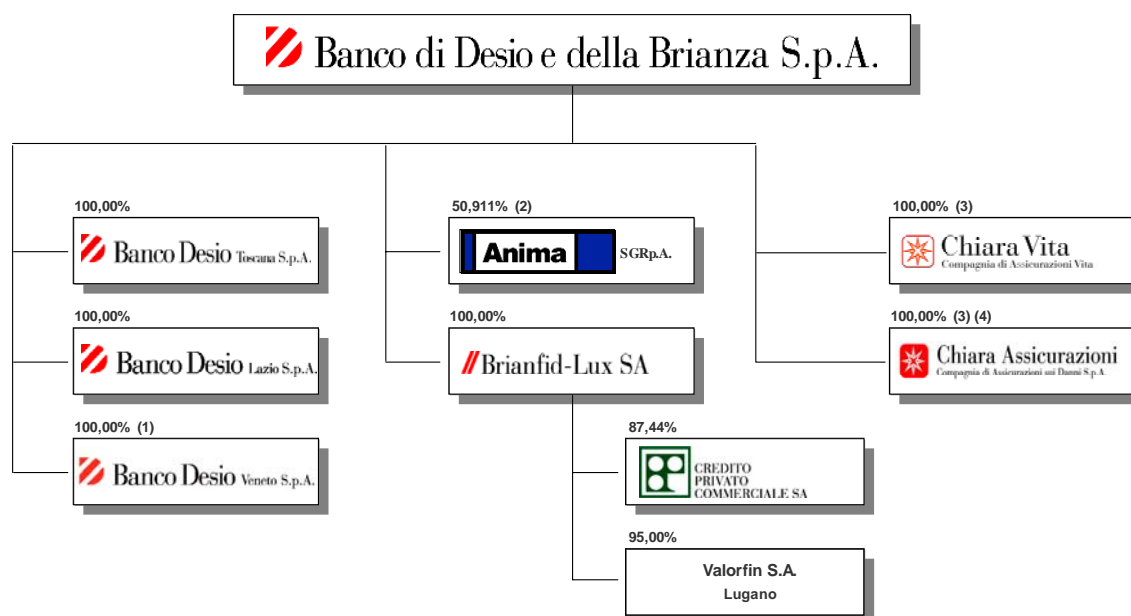 Banco di Desio e della Brianza S.p.A.
100,00%
Banco Desio Toscana S.p.A.
100,00%
Banco Desio Lazio S.p.A.
100,00% (1)
Banco Desio Veneto S.p.A.
50,911% (2)
Anima SGRp.A.
100,00%
Brianfid-Lux SA
87,44%
CREDITO
PRIVATO
COMMERCIALE SA
95,00%
Valorfin S.A.
Lugano
100,00% (3)
Chiara Vita
Compagnia di Assicurazioni Vita
100,00% (3) (4)
Chiara Assicurazioni
Compagnia di Assicurazioni sui Danni S.p.A.